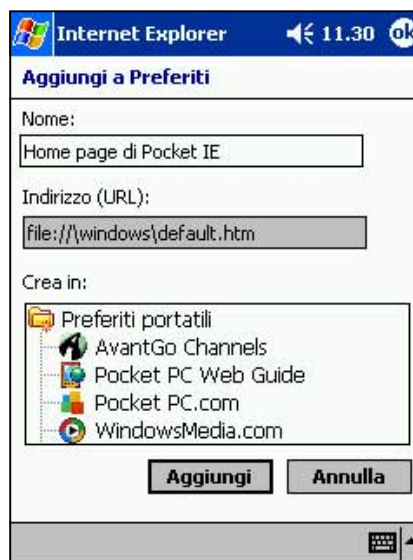 Internet Explorer 11.30 ok
Aggiungi a Preferiti
Nome:
Home page di Pocket IE
Indirizzo (URL):
file://\windows\default.htm
Crea in:
Preferiti portatili
AvantGo Channels
Pocket PC Web Guide
Pocket PC.com
WindowsMedia.com
Aggiungi Annulla